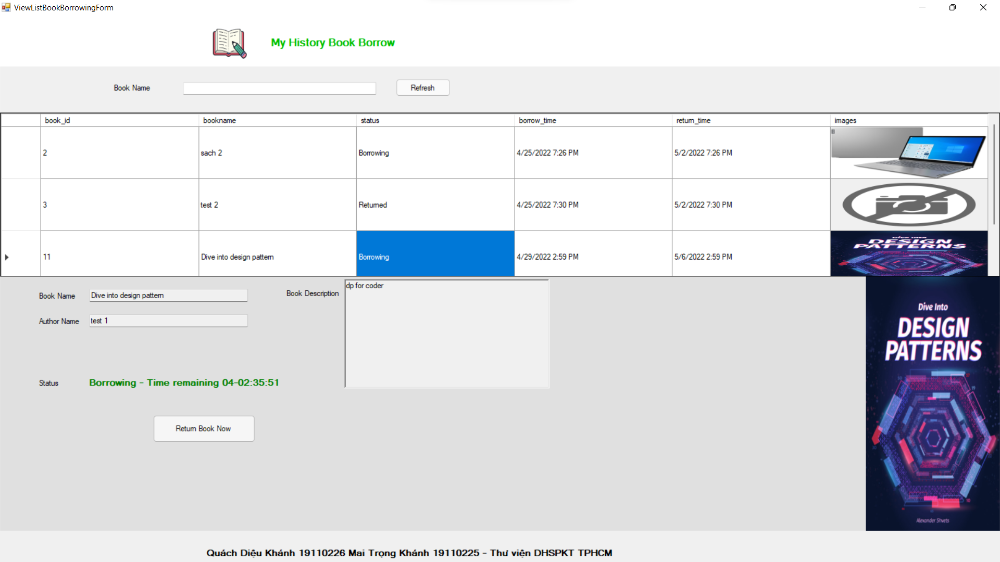 ViewListBookBorrowingForm
My History Book Borrow
Book Name
Refresh
book_id bookname status borrow_time return_time images
2 sach 2 Borrowing 4/25/2022 7:26 PM 5/2/2022 7:26 PM
3 test 2 Returned 4/25/2022 7:30 PM 5/2/2022 7:30 PM
11 Dive into design pattern Borrowing 4/29/2022 2:59 PM 5/6/2022 2:59 PM
DESIGN
PATTERNS
Book Name Dive into design pattern
Author Name test 1
Status Borrowing - Time remaining 04-02:35:51
Return Book Now
Book Description dp for coder
Dive Into
DESIGN
PATTERNS
Alexander Shvets
Quách Diệu Khánh 19110226 Mai Trọng Khánh 19110225 - Thư viện DHSPKT TPHCM